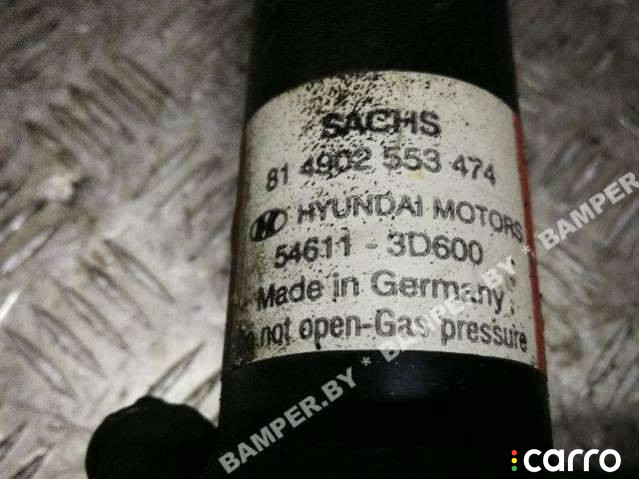 SACHS
81 4902 553 474
HYUNDAI MOTORS
54611 - 3D600
Made in Germany
not open-Gas pressure
BAMPER.BY * BAMPER.BY * BAMPER.
carro